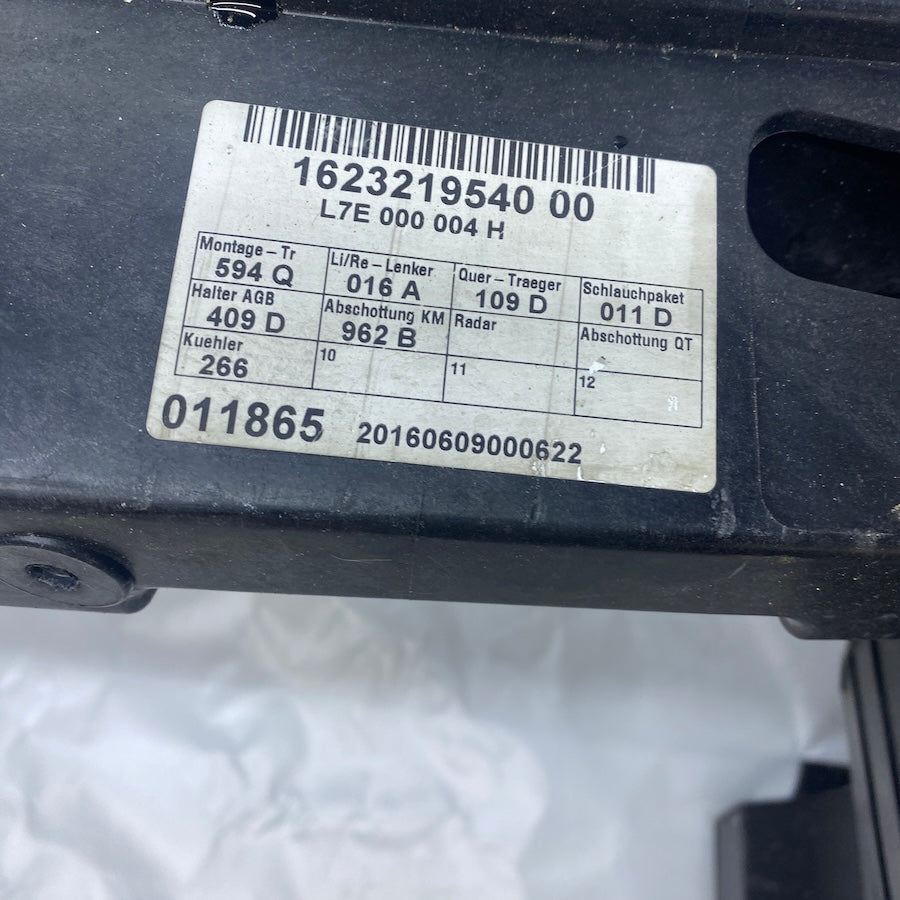 1623219540 00
L7E 000 004 H
Montage-Tr Li/Re-Lenker Quer-Traeger Schlauchpaket
594 Q 016 A 109 D 011 D
Halter AGB Abschottung KM Radar Abschottung QT
409 D 962 B
Kuehler 10 11 12
266
011865 20160609000622